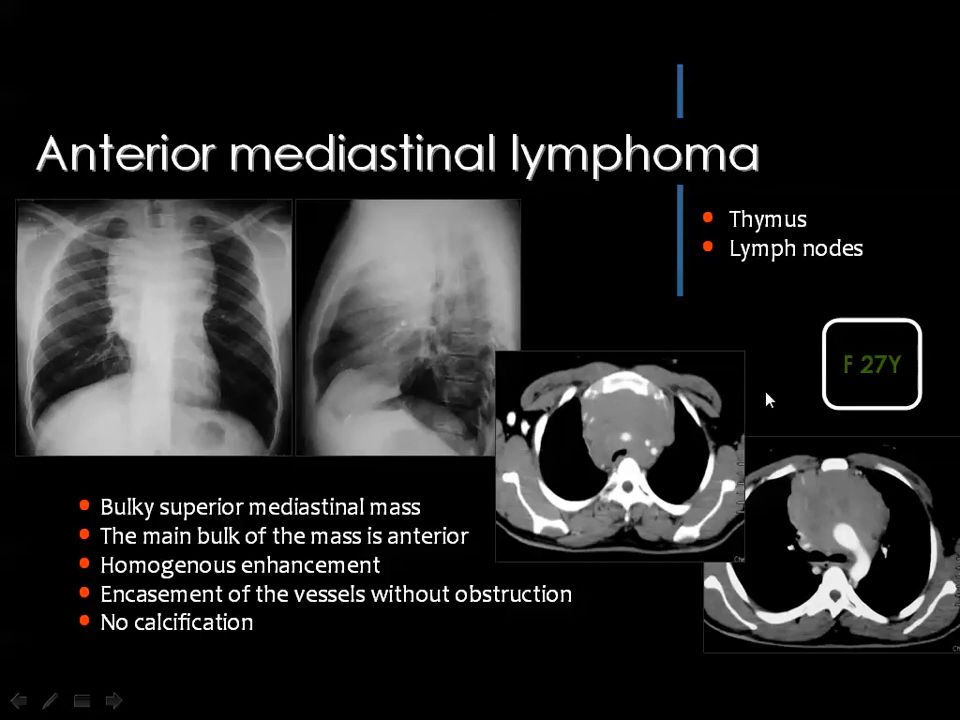 Anterior mediastinal lymphoma
Thymus
Lymph nodes
F 27Y
Bulky superior mediastinal mass
The main bulk of the mass is anterior
Homogenous enhancement
Encasement of the vessels without obstruction
No calcification